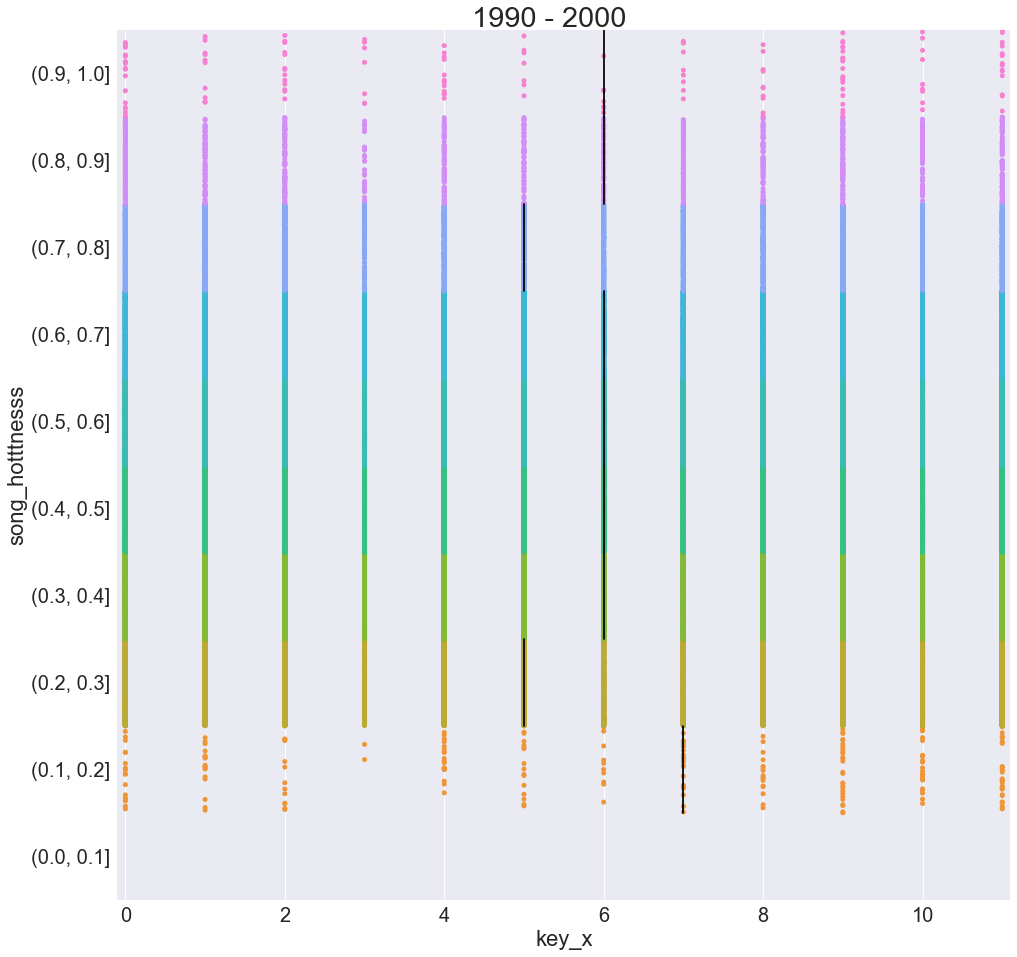 1990 - 2000
song_hotttnesss
(0.9, 1.0]
(0.8, 0.9]
(0.7, 0.8]
(0.6, 0.7]
(0.5, 0.6]
(0.4, 0.5]
(0.3, 0.4]
(0.2, 0.3]
(0.1, 0.2]
(0.0, 0.1]
0 2 4 6 8 10
key_x